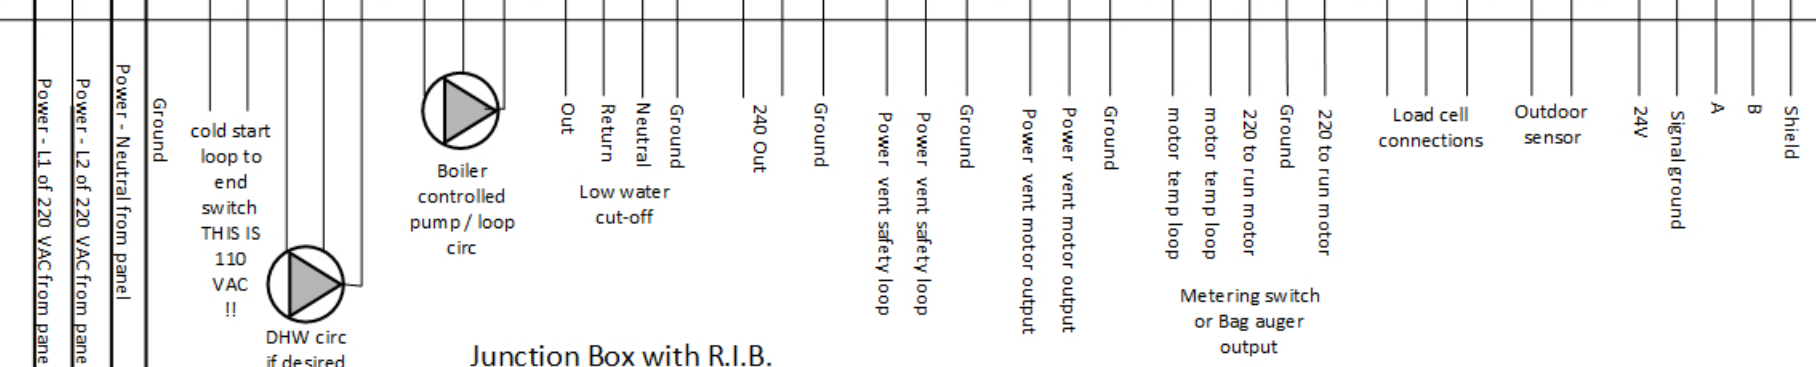 Power - L1 of 220 VAC from pane
Power - L2 of 220 VAC from pane
Power - Neutral from panel
Ground
cold start
loop to
end
switch
THIS IS
110
VAC
!!
DHW circ
if desired
Boiler
controlled
pump / loop
circ
Out
Return
Neutral
Ground
Low water
cut-off
240 Out
Ground
Power vent safety loop
Power vent safety loop
Ground
Power vent motor output
Power vent motor output
Ground
motor temp loop
motor temp loop
220 to run motor
Ground
220 to run motor
Metering switch
or Bag auger
output
Load cell
connections
Outdoor
sensor
24V
Signal ground
A
B
Shield
Junction Box with R.I.B.